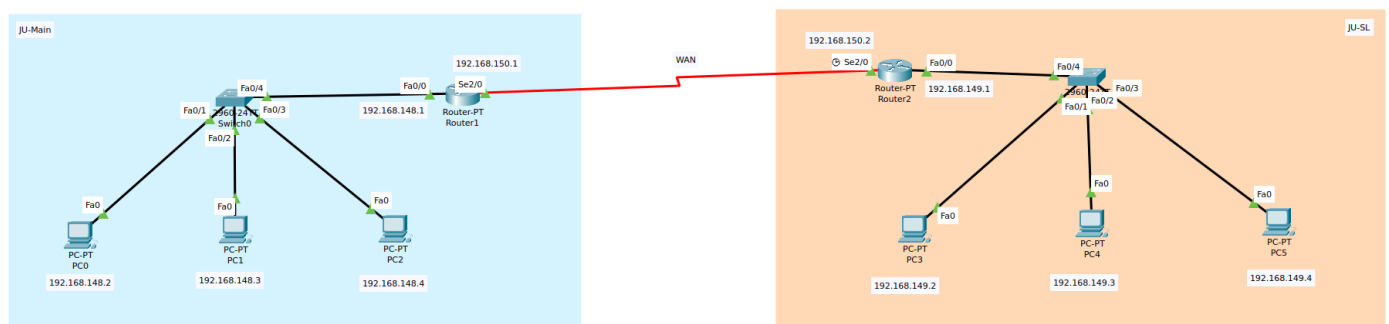 JU-Main
192.168.150.1
Fa0/4
Fa0/0
Se2/0
Fa0/1
Fa0/3
192.168.148.1
Router-PT
Router1
Switch0
Fa0/2
Fa0
Fa0
Fa0
PC-PT
PC0
PC-PT
PC1
PC-PT
PC2
192.168.148.2
192.168.148.3
192.168.148.4
WAN
JU-SL
192.168.150.2
Se2/0
Fa0/0
Fa0/4
Router-PT
Router2
192.168.149.1
Fa0/3
Fa0/2
Fa0/1
Fa0
Fa0
Fa0
PC-PT
PC3
PC-PT
PC4
PC-PT
PC5
192.168.149.2
192.168.149.3
192.168.149.4